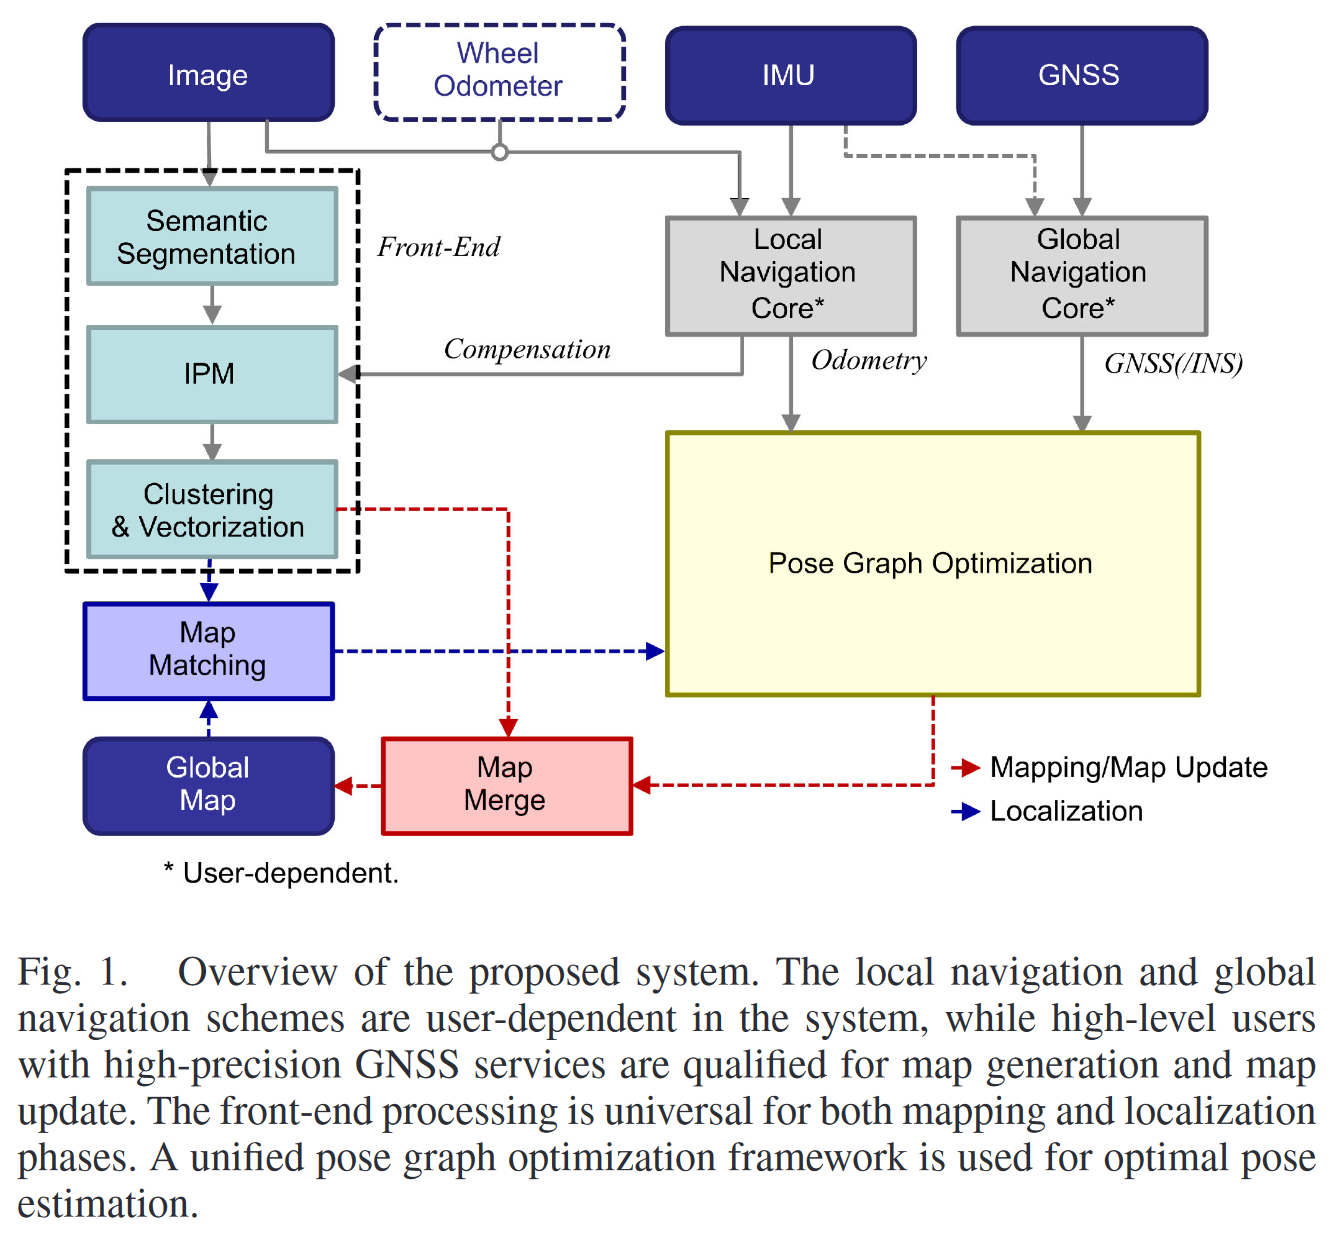 Image
Wheel
Odometer
IMU
GNSS
Semantic
Segmentation
Front-End
Local
Navigation
Core*
Global
Navigation
Core*
IPM
Compensation
Odometry
GNSS(/INS)
Clustering
& Vectorization
Pose Graph Optimization
Map
Matching
Global
Map
Map
Merge
Mapping/Map Update
Localization
* User-dependent.
Fig. 1. Overview of the proposed system. The local navigation and global
navigation schemes are user-dependent in the system, while high-level users
with high-precision GNSS services are qualified for map generation and map
update. The front-end processing is universal for both mapping and localization
phases. A unified pose graph optimization framework is used for optimal pose
estimation.